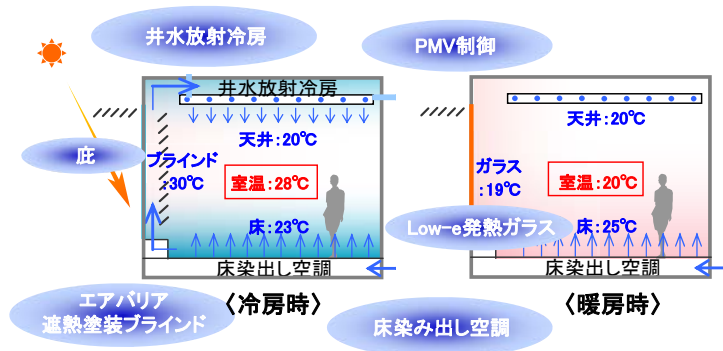 井水放射冷房
PMV制御
井水放射冷房
天井:20℃
庇
ブラインド
:30℃
室温:28℃
床:23℃
床染出し空調
エアバリア
遮熱塗装ブラインド
〈冷房時〉
天井:20℃
ガラス
:19℃
室温:20℃
Low-e発熱ガラス
床:25℃
床染出し空調
床染み出し空調
〈暖房時〉